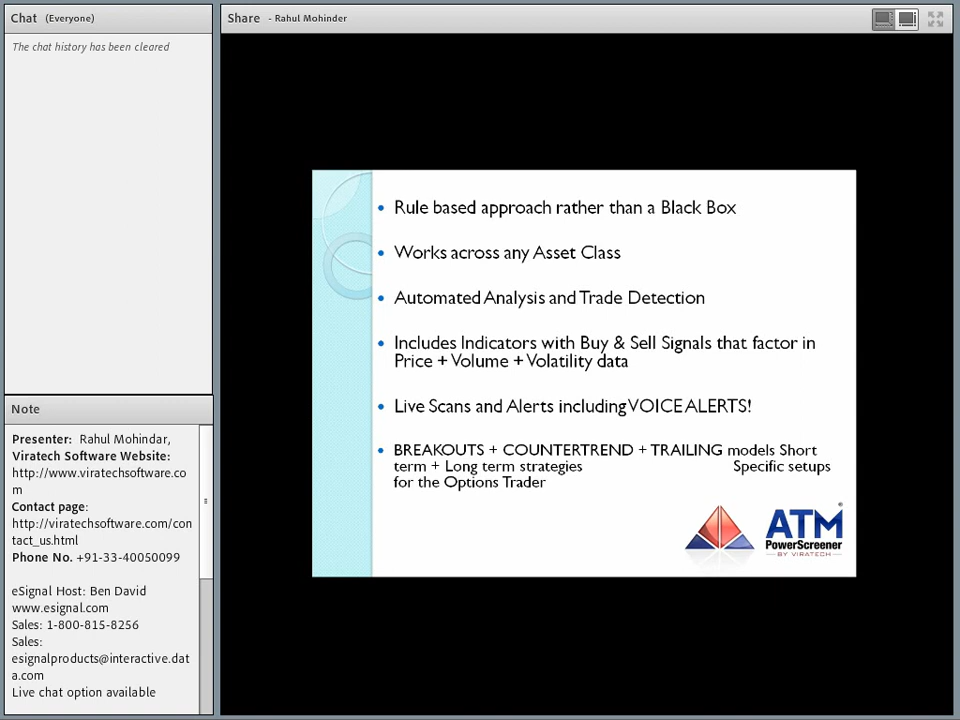 Chat (Everyone)
The chat history has been cleared
Share - Rahul Mohinder
• Rule based approach rather than a Black Box
• Works across any Asset Class
• Automated Analysis and Trade Detection
• Includes Indicators with Buy & Sell Signals that factor in
Price + Volume + Volatility data
• Live Scans and Alerts including VOICE ALERTS!
• BREAKOUTS + COUNTERTREND + TRAILING models Short
term + Long term strategies Specific setups
for the Options Trader
ATM®
PowerScreener
BY VIRATECH
Note
Presenter: Rahul Mohindar,
Viratech Software Website:
http://www.viratechsoftware.co
m
Contact page:
http://viratechsoftware.com/con
tact_us.html
Phone No. +91-33-40050099
eSignal Host: Ben David
www.esignal.com
Sales: 1-800-815-8256
Sales:
esignalproducts@interactive.dat
a.com
Live chat option available